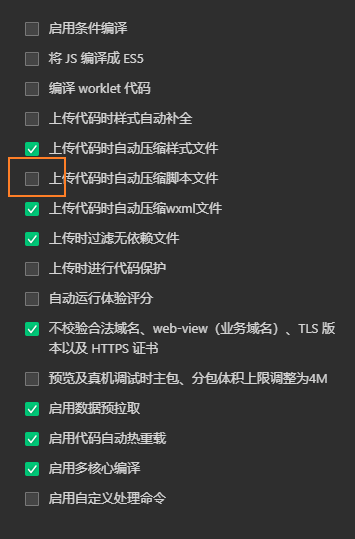 启用条件编译
将 JS 编译成 ES5
编译 worklet 代码
上传代码时样式自动补全
上传代码时自动压缩样式文件
上传代码时自动压缩脚本文件
上传代码时自动压缩wxml文件
上传时过滤无依赖文件
上传时进行代码保护
自动运行体验评分
不校验合法域名、web-view（业务域名）、TLS 版
本以及 HTTPS 证书
预览及真机调试时主包、分包体积上限调整为4M
启用数据预拉取
启用代码自动热重载
启用多核心编译
启用自定义处理命令